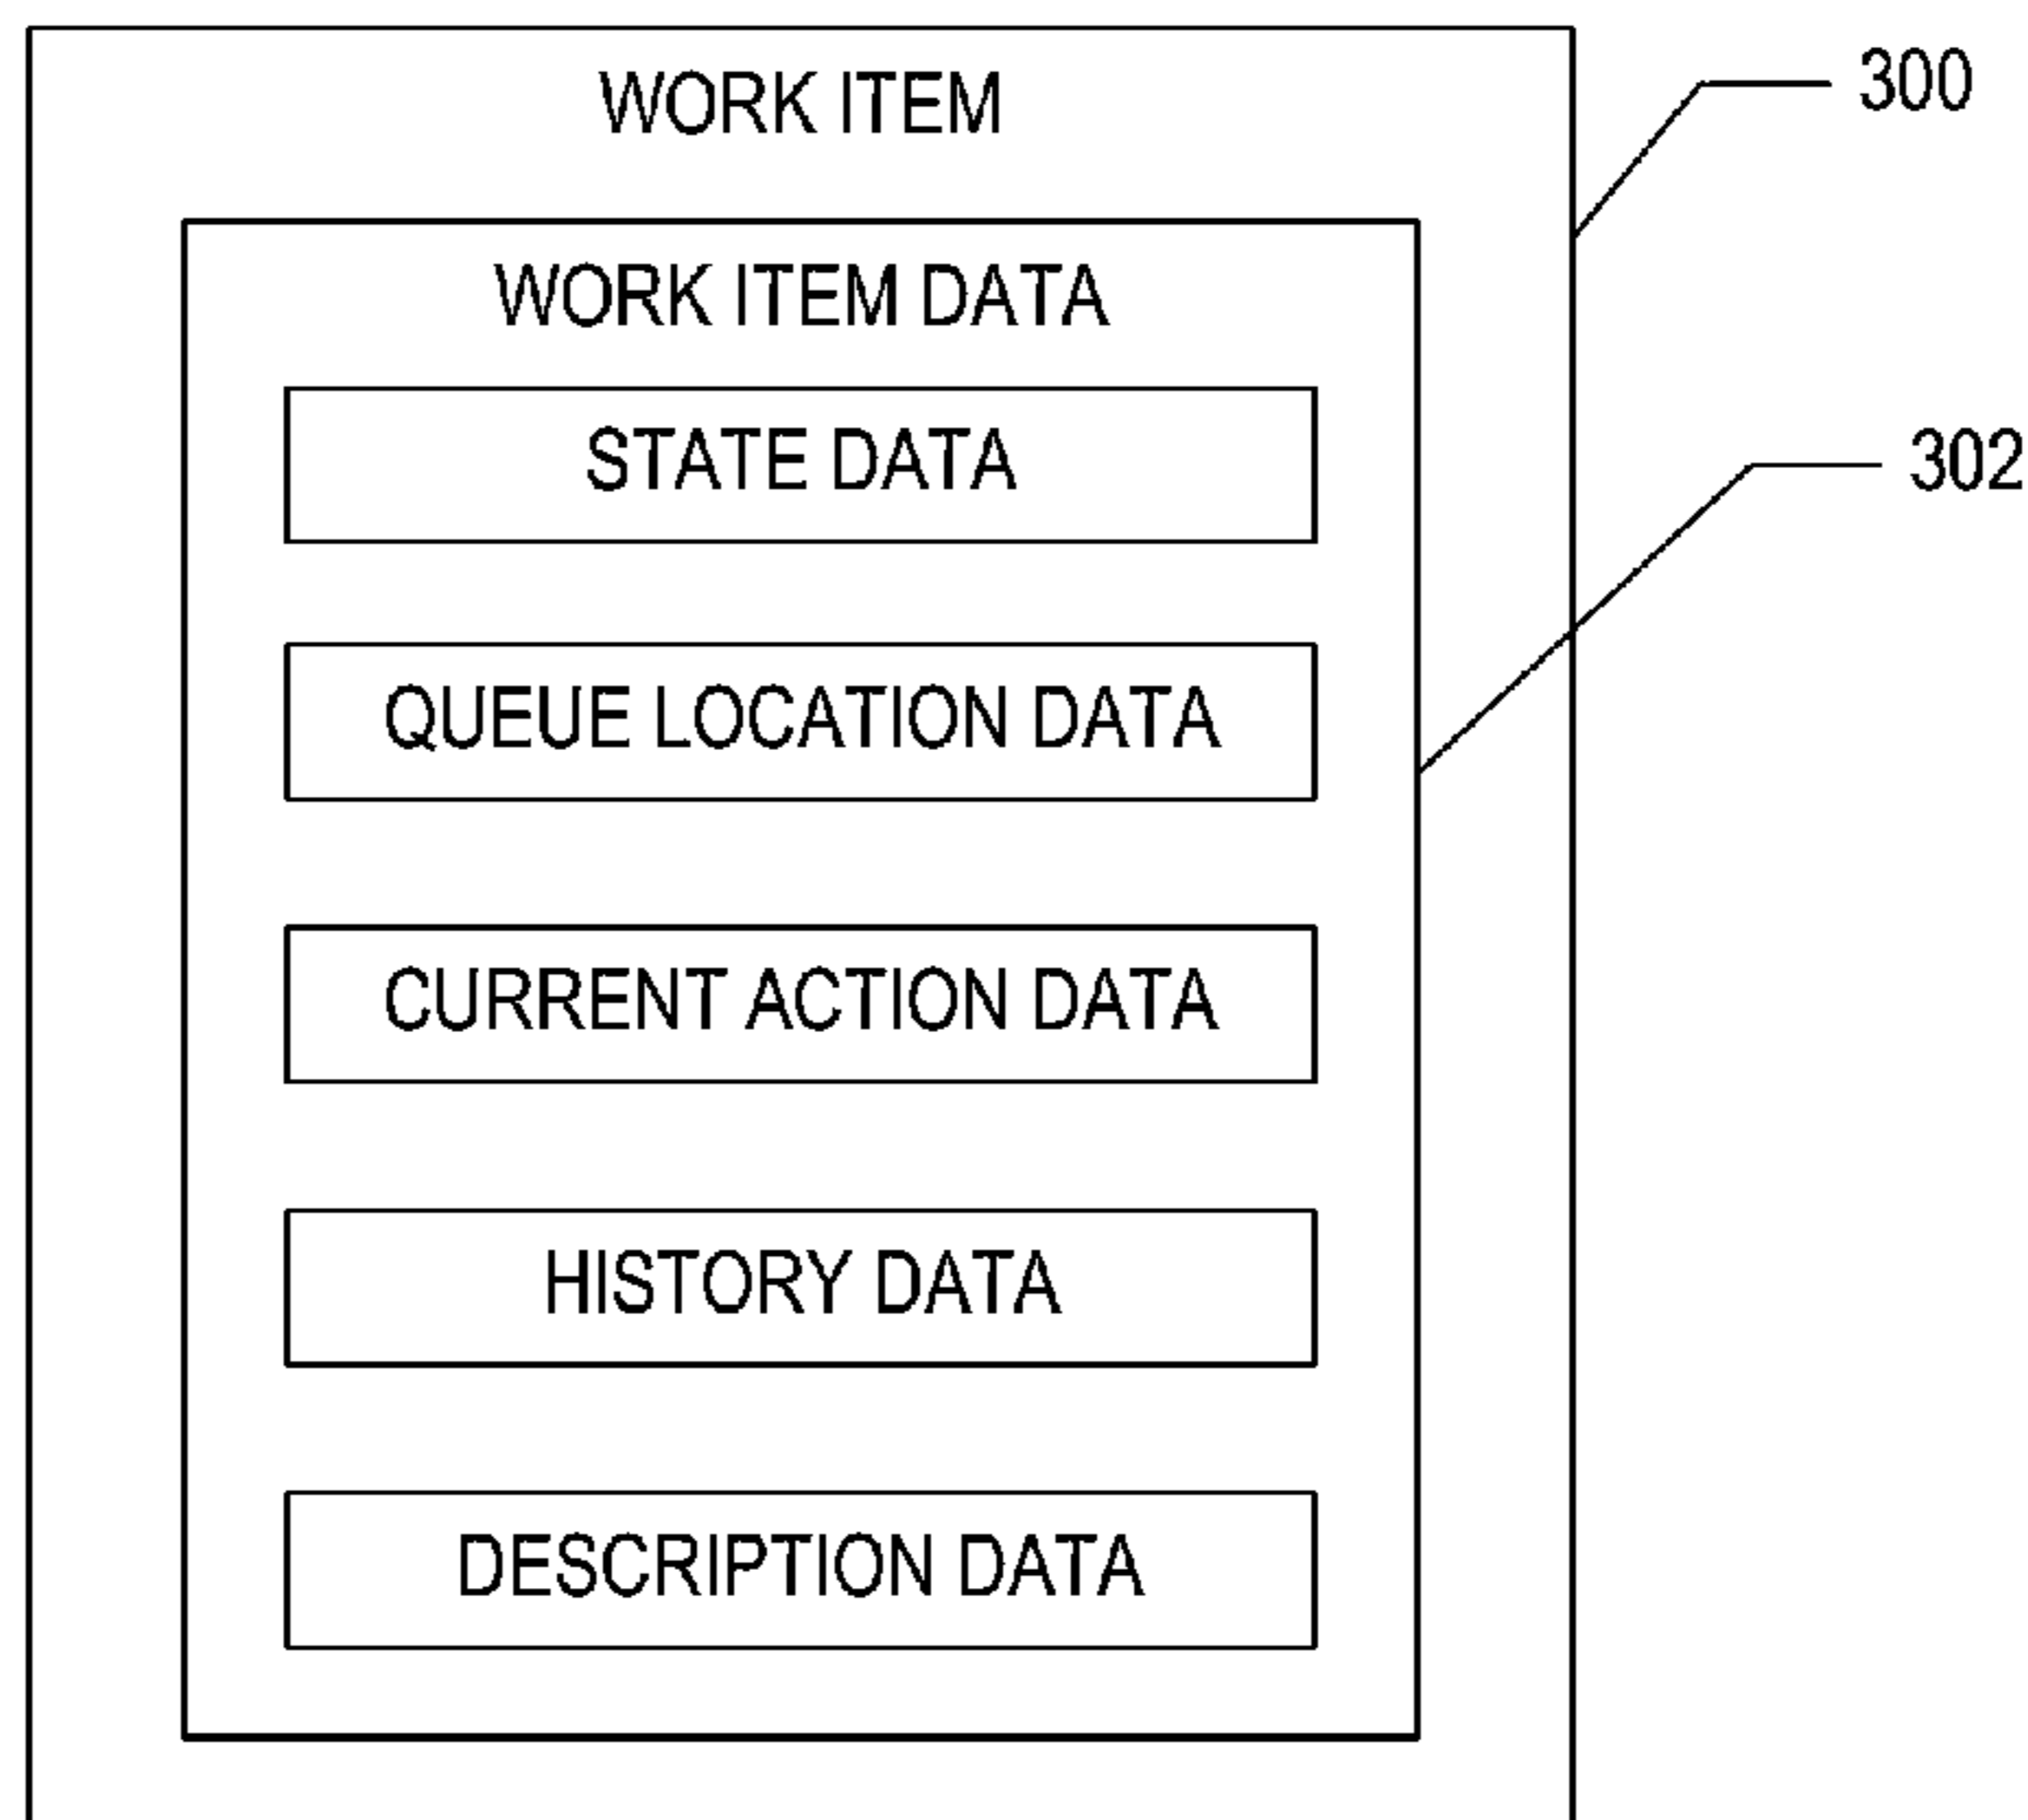 WORK ITEM
300
WORK ITEM DATA
STATE DATA
302
QUEUE LOCATION DATA
CURRENT ACTION DATA
HISTORY DATA
DESCRIPTION DATA